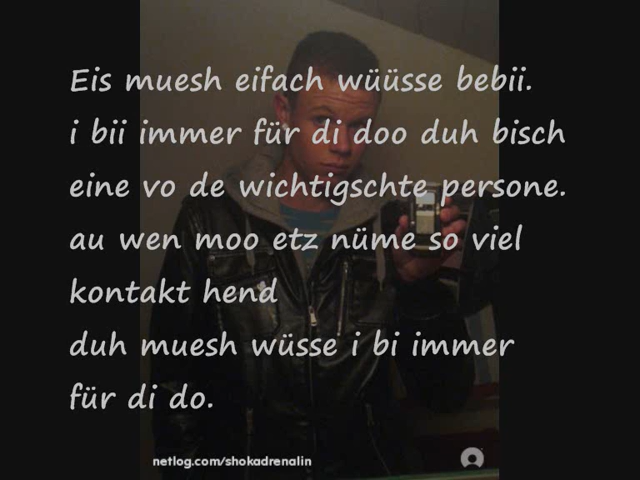 Eis muesh eifach wüüsse bebii.
i bii immer für di doo duh bisch
eine vo de wichtigschte persone.
au wen moo etz nüme so viel
kontakt hend
duh muesh wüsse i bi immer
für di do.
netlog.com/shokadrenalin